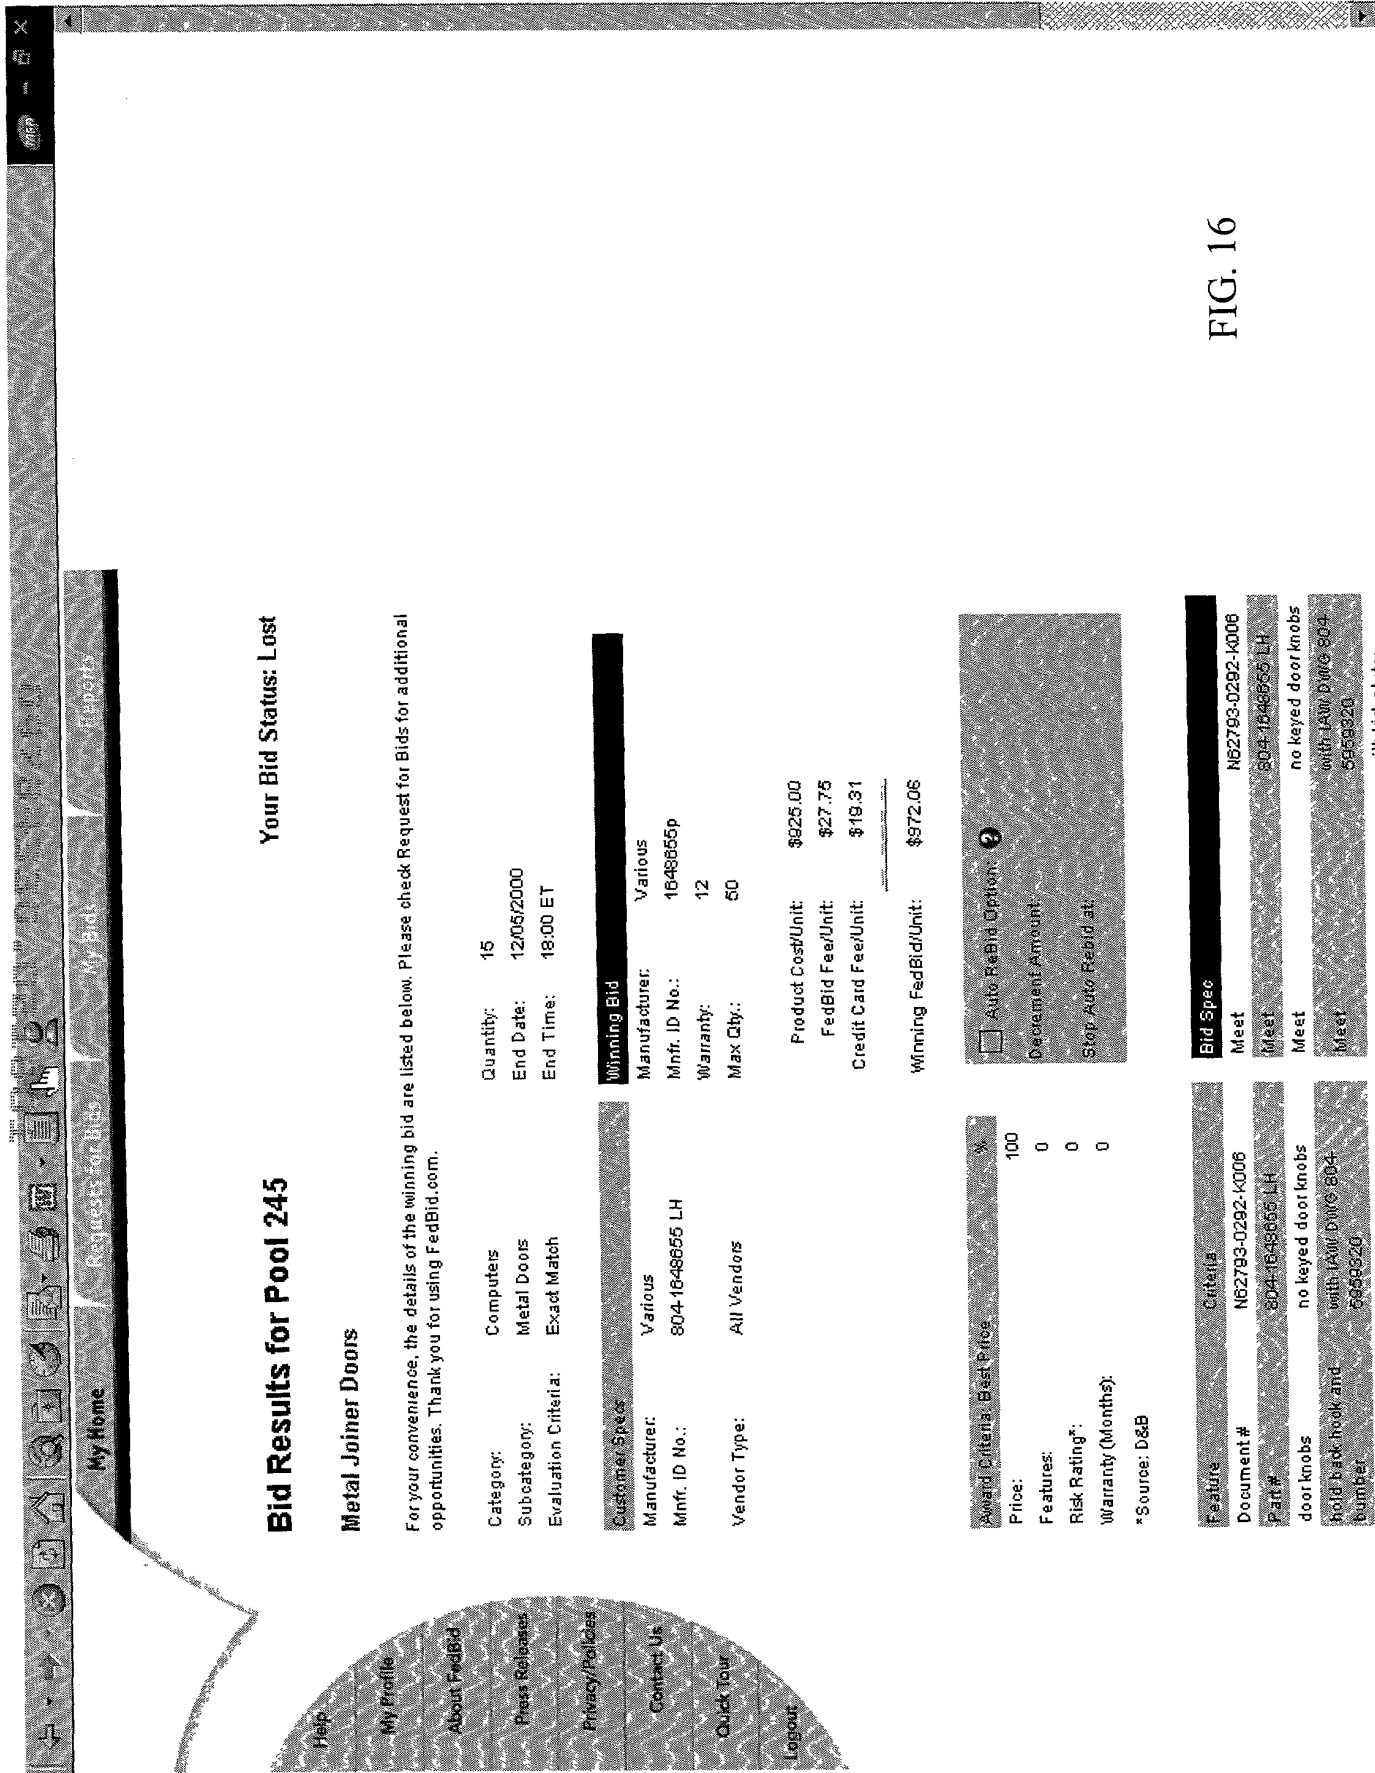 My Home Requests for Bids My Bids Reports
Help
My Profile
About FedBid
Press Releases
Privacy/Policies
Contact Us
Quick Tour
Logout
Bid Results for Pool 245 Your Bid Status: Lost
Metal Joiner Doors
For your convenience, the details of the winning bid are listed below. Please check Request for Bids for additional
opportunities. Thank you for using FedBid.com.
Category: Computers Quantity: 15
Subcategory: Metal Doors End Date: 12/05/2000
Evaluation Criteria: Exact Match End Time: 18:00 ET
Customer Specs Winning Bid
Manufacturer: Various Manufacturer: Various
Mnfr. ID No.: 804-1648655 LH Mnfr. ID No.: 1648655p
Warranty: 12
Vendor Type: All Vendors Max Qty.: 50
Product Cost/Unit: $925.00
FedBid Fee/Unit: $27.75
Credit Card Fee/Unit: $19.31
Winning FedBid/Unit: $972.06
Award Criteria: Best Price % Auto ReBid Option: ?
Price: 100
Features: 0 Decrement Amount:
Risk Rating*: 0
Warranty (Months): 0 Stop Auto Rebid at:
*Source: D&B
Feature Criteria Bid Spec
Document # N62793-0292-K006 Meet N62793-0292-K006
Part # 804-1648655 LH Meet 804-1648655 LH
door knobs no keyed door knobs Meet no keyed door knobs
hold back hook and with IAW DWG 804- Meet with IAW DWG 804-
bumper 5959320 5959320
FIG. 16